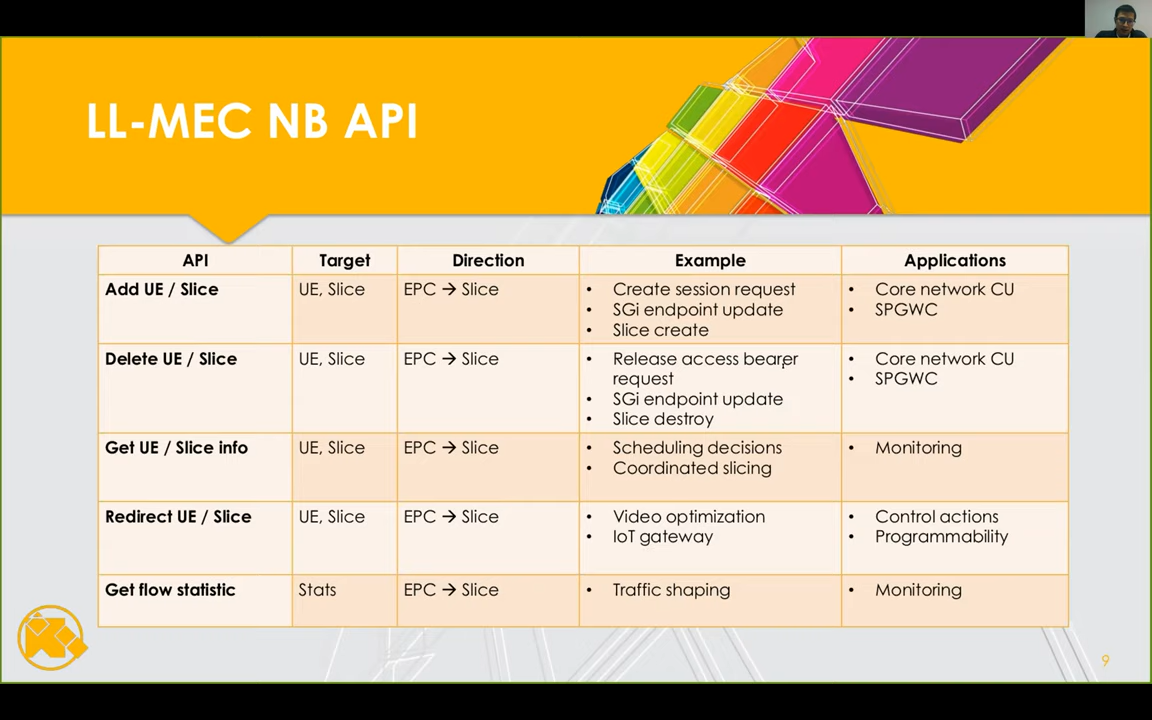 LL-MEC NB API
API Target Direction Example Applications
Add UE / Slice UE, Slice EPC → Slice • Create session request • Core network CU
• SGi endpoint update • SPGWC
• Slice create
Delete UE / Slice UE, Slice EPC → Slice • Release access bearer • Core network CU
request • SPGWC
• SGi endpoint update
• Slice destroy
Get UE / Slice info UE, Slice EPC → Slice • Scheduling decisions • Monitoring
• Coordinated slicing
Redirect UE / Slice UE, Slice EPC → Slice • Video optimization • Control actions
• IoT gateway • Programmability
Get flow statistic Stats EPC → Slice • Traffic shaping • Monitoring
9